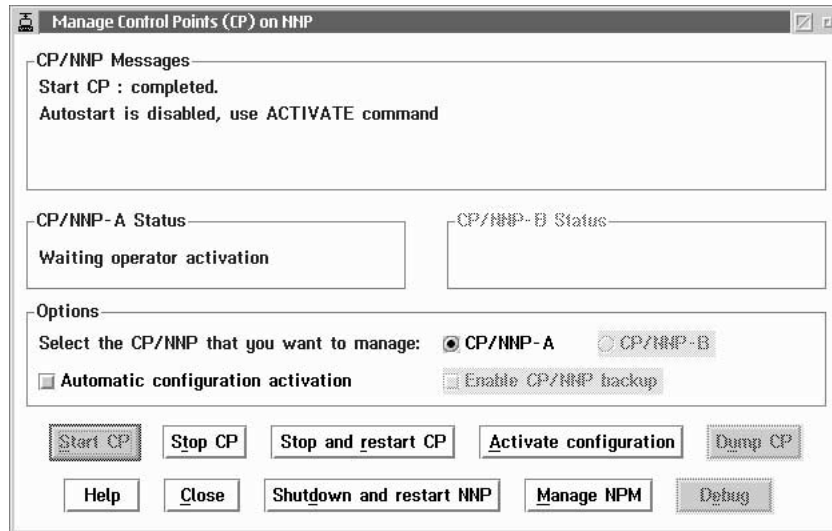 Manage Control Points (CP) on NNP
CP/NNP Messages
Start CP : completed.
Autostart is disabled, use ACTIVATE command
CP/NNP-A Status
CP/NNP-B Status
Waiting operator activation
Options
Select the CP/NNP that you want to manage: CP/NNP-A CP/NNP-B
Automatic configuration activation Enable CP/NNP backup
Start CP Stop CP Stop and restart CP Activate configuration Dump CP
Help Close Shutdown and restart NNP Manage NPM Debug